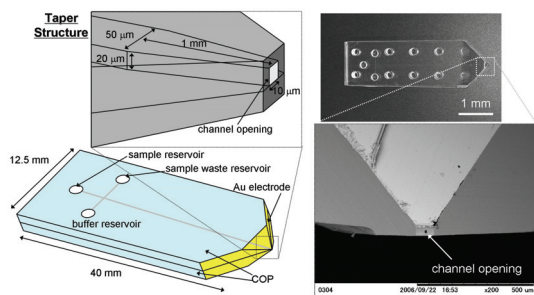 Taper
Structure
50 μm
1 mm
20 μm
10 μm
channel opening
12.5 mm
sample reservoir
sample waste reservoir
Au electrode
buffer reservoir
40 mm
COP
1 mm
channel opening
0304 2006/09/22 16:53 x200 500 um